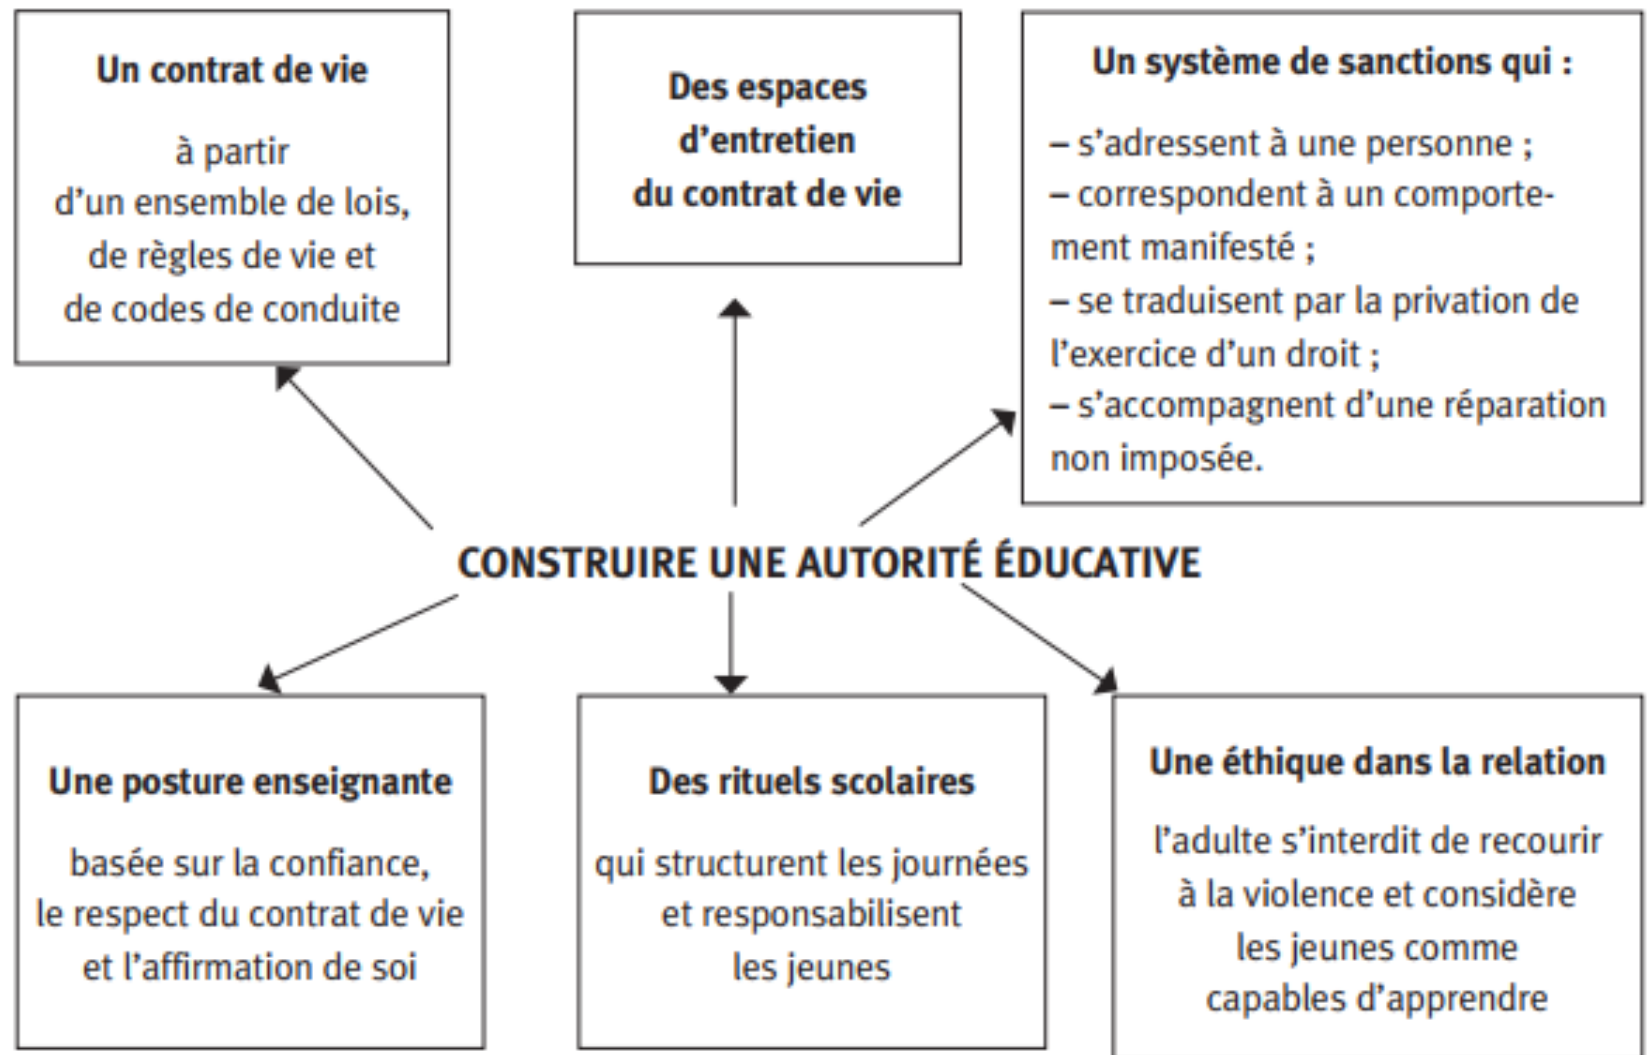 Un contrat de vie
à partir
d’un ensemble de lois,
de règles de vie et
de codes de conduite
Des espaces
d’entretien
du contrat de vie
Un système de sanctions qui :
– s’adressent à une personne ;
– correspondent à un comporte-
ment manifesté ;
– se traduisent par la privation de
l’exercice d’un droit ;
– s’accompagnent d’une réparation
non imposée.
CONSTRUIRE UNE AUTORITÉ ÉDUCATIVE
Une posture enseignante
basée sur la confiance,
le respect du contrat de vie
et l’affirmation de soi
Des rituels scolaires
qui structurent les journées
et responsabilisent
les jeunes
Une éthique dans la relation
l’adulte s’interdit de recourir
à la violence et considère
les jeunes comme
capables d’apprendre